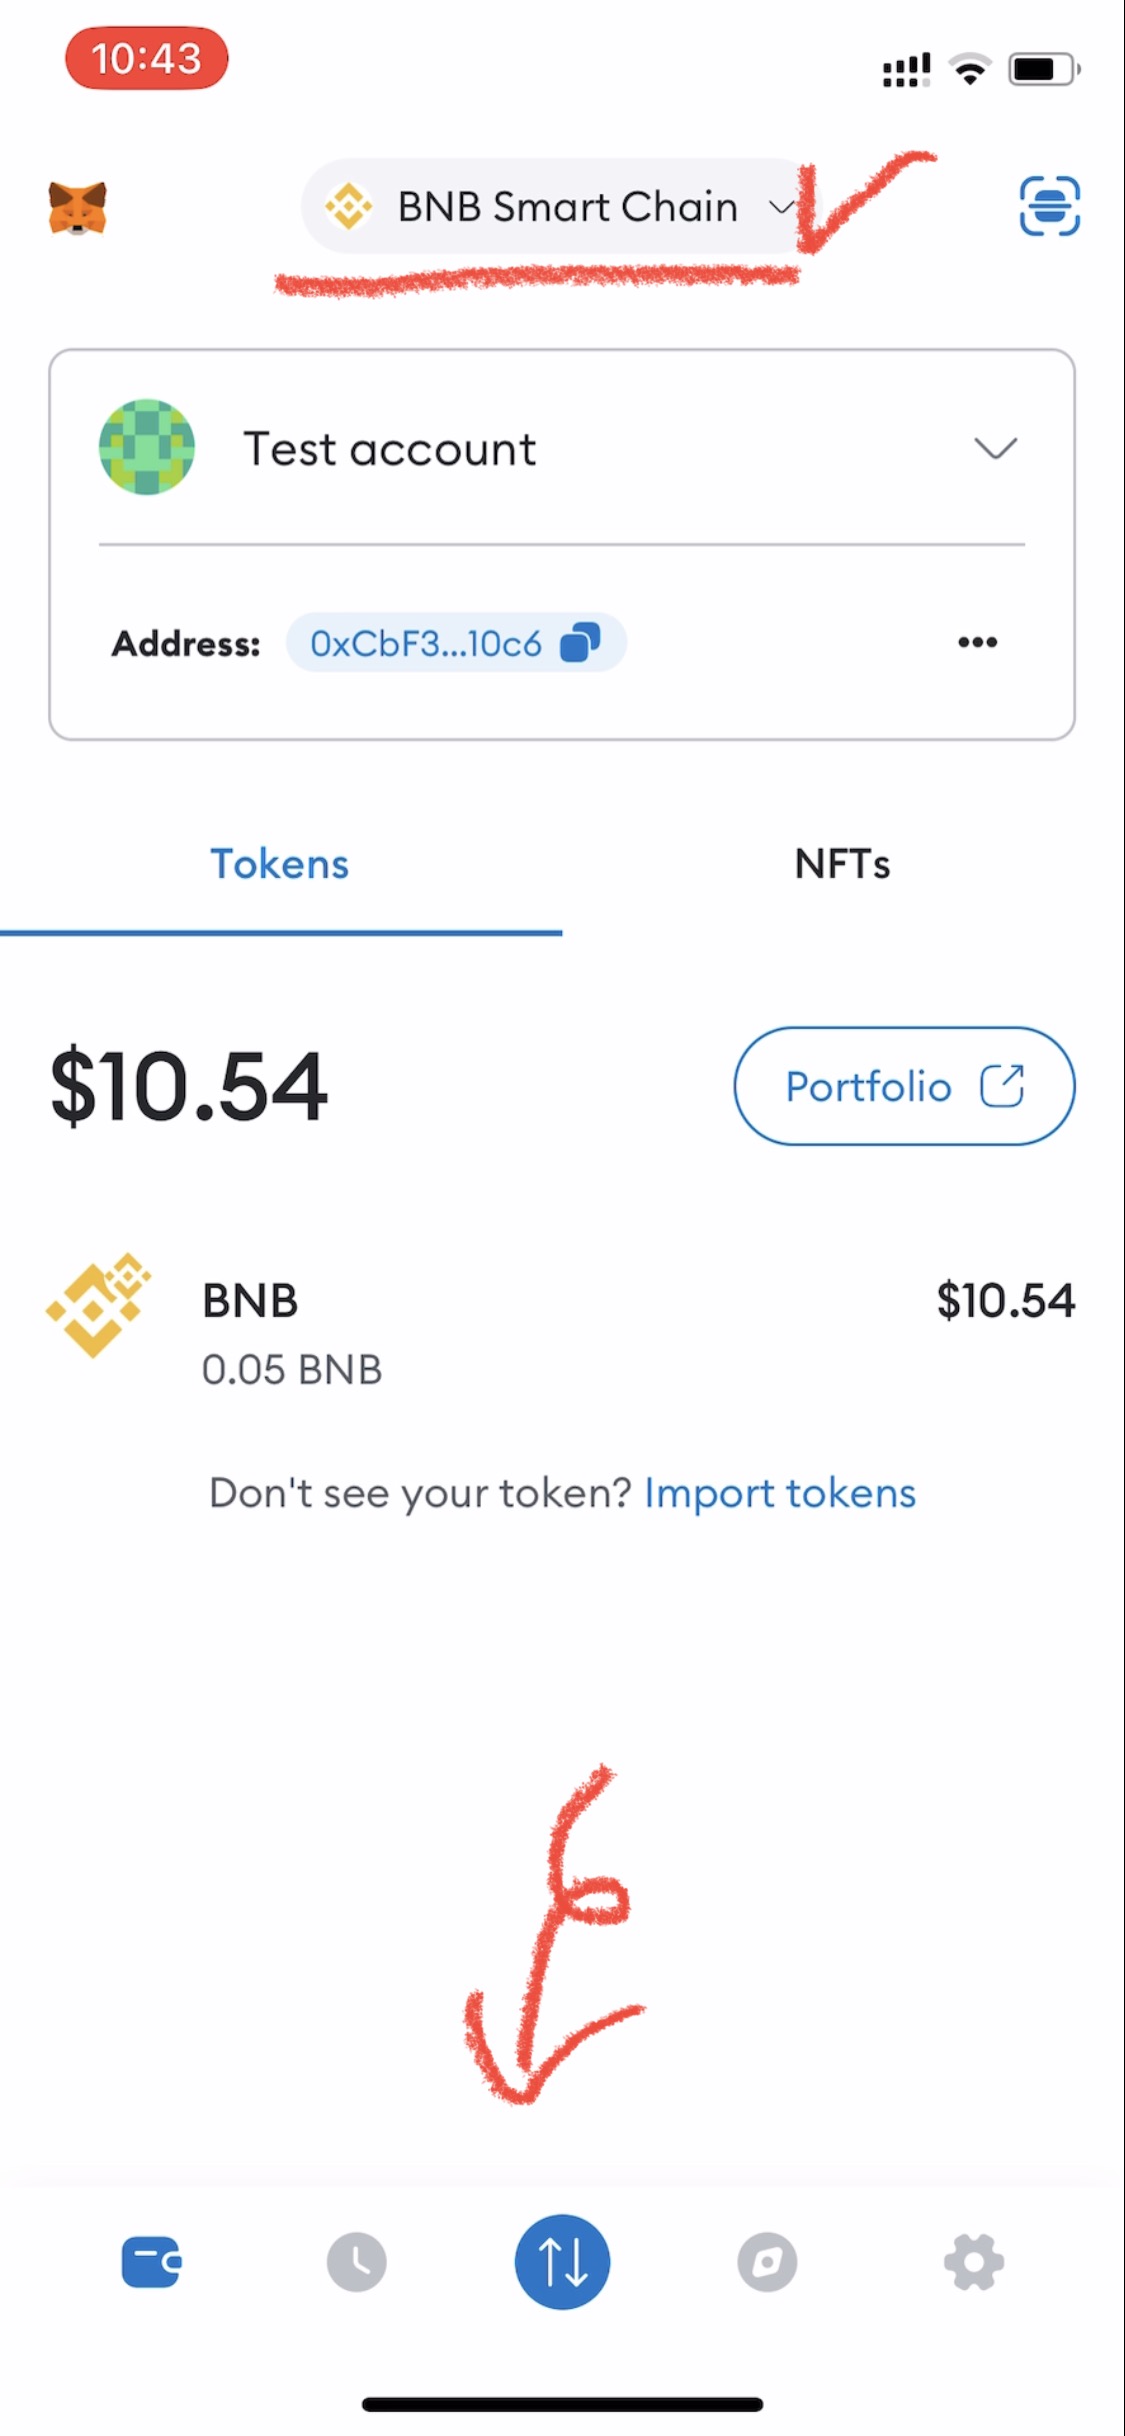 10:43
BNB Smart Chain
Test account
Address: 0xCbF3...10c6
Tokens NFTs
$10.54 Portfolio
BNB $10.54
0.05 BNB
Don't see your token? Import tokens